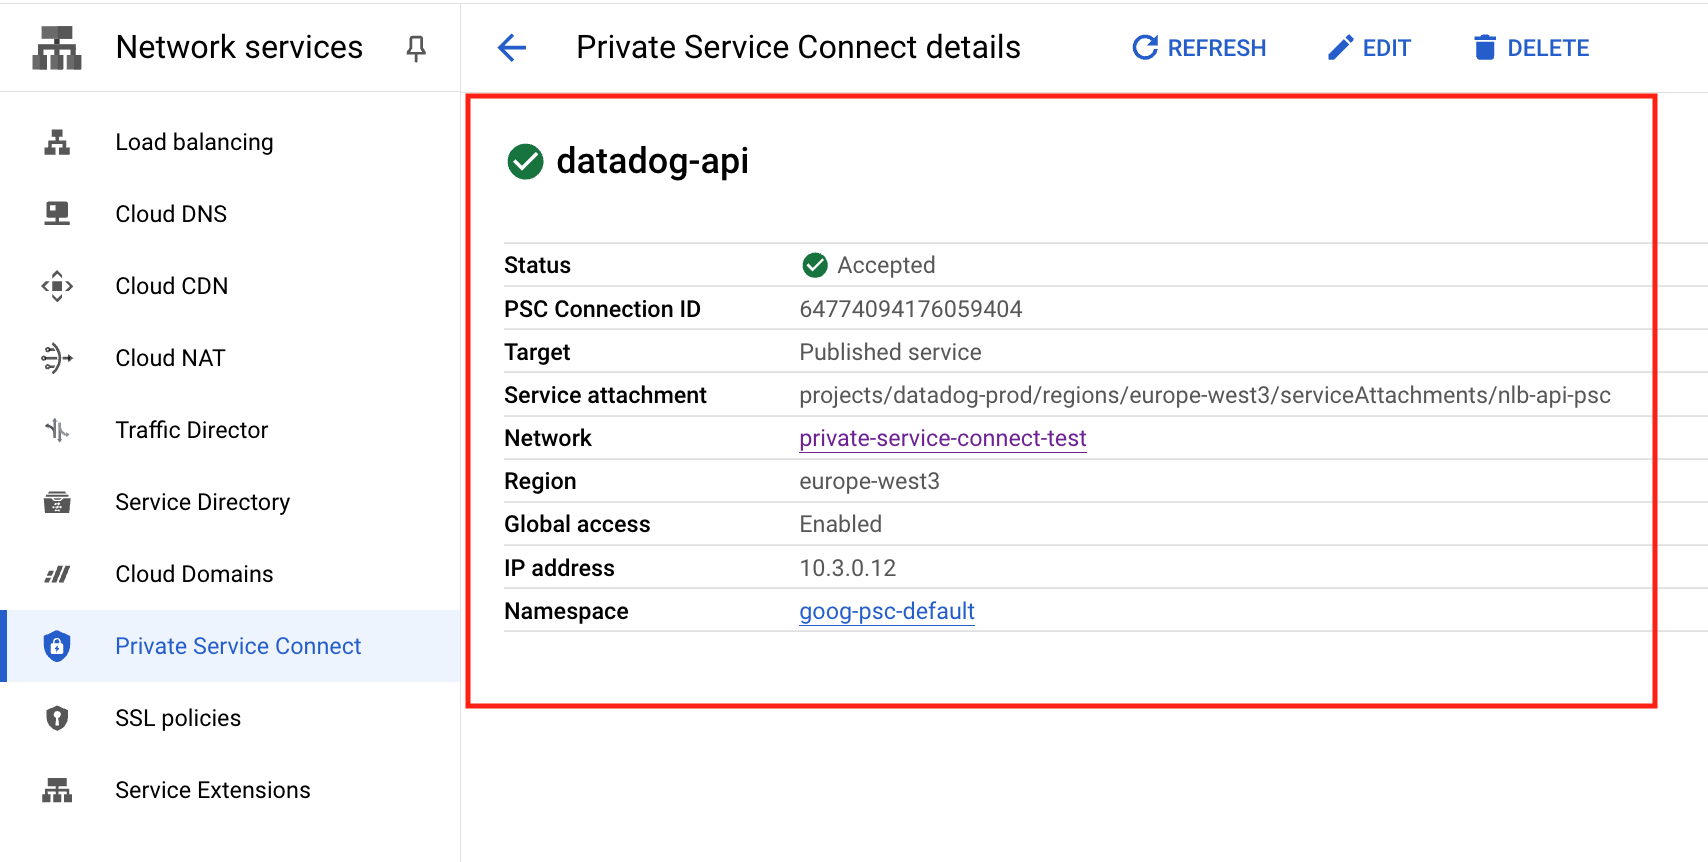 Network services
Private Service Connect details
REFRESH
EDIT
DELETE
Load balancing
Cloud DNS
Cloud CDN
Cloud NAT
Traffic Director
Service Directory
Cloud Domains
Private Service Connect
SSL policies
Service Extensions
datadog-api
Status Accepted
PSC Connection ID 64774094176059404
Target Published service
Service attachment projects/datadog-prod/regions/europe-west3/serviceAttachments/nlb-api-psc
Network private-service-connect-test
Region europe-west3
Global access Enabled
IP address 10.3.0.12
Namespace goog-psc-default